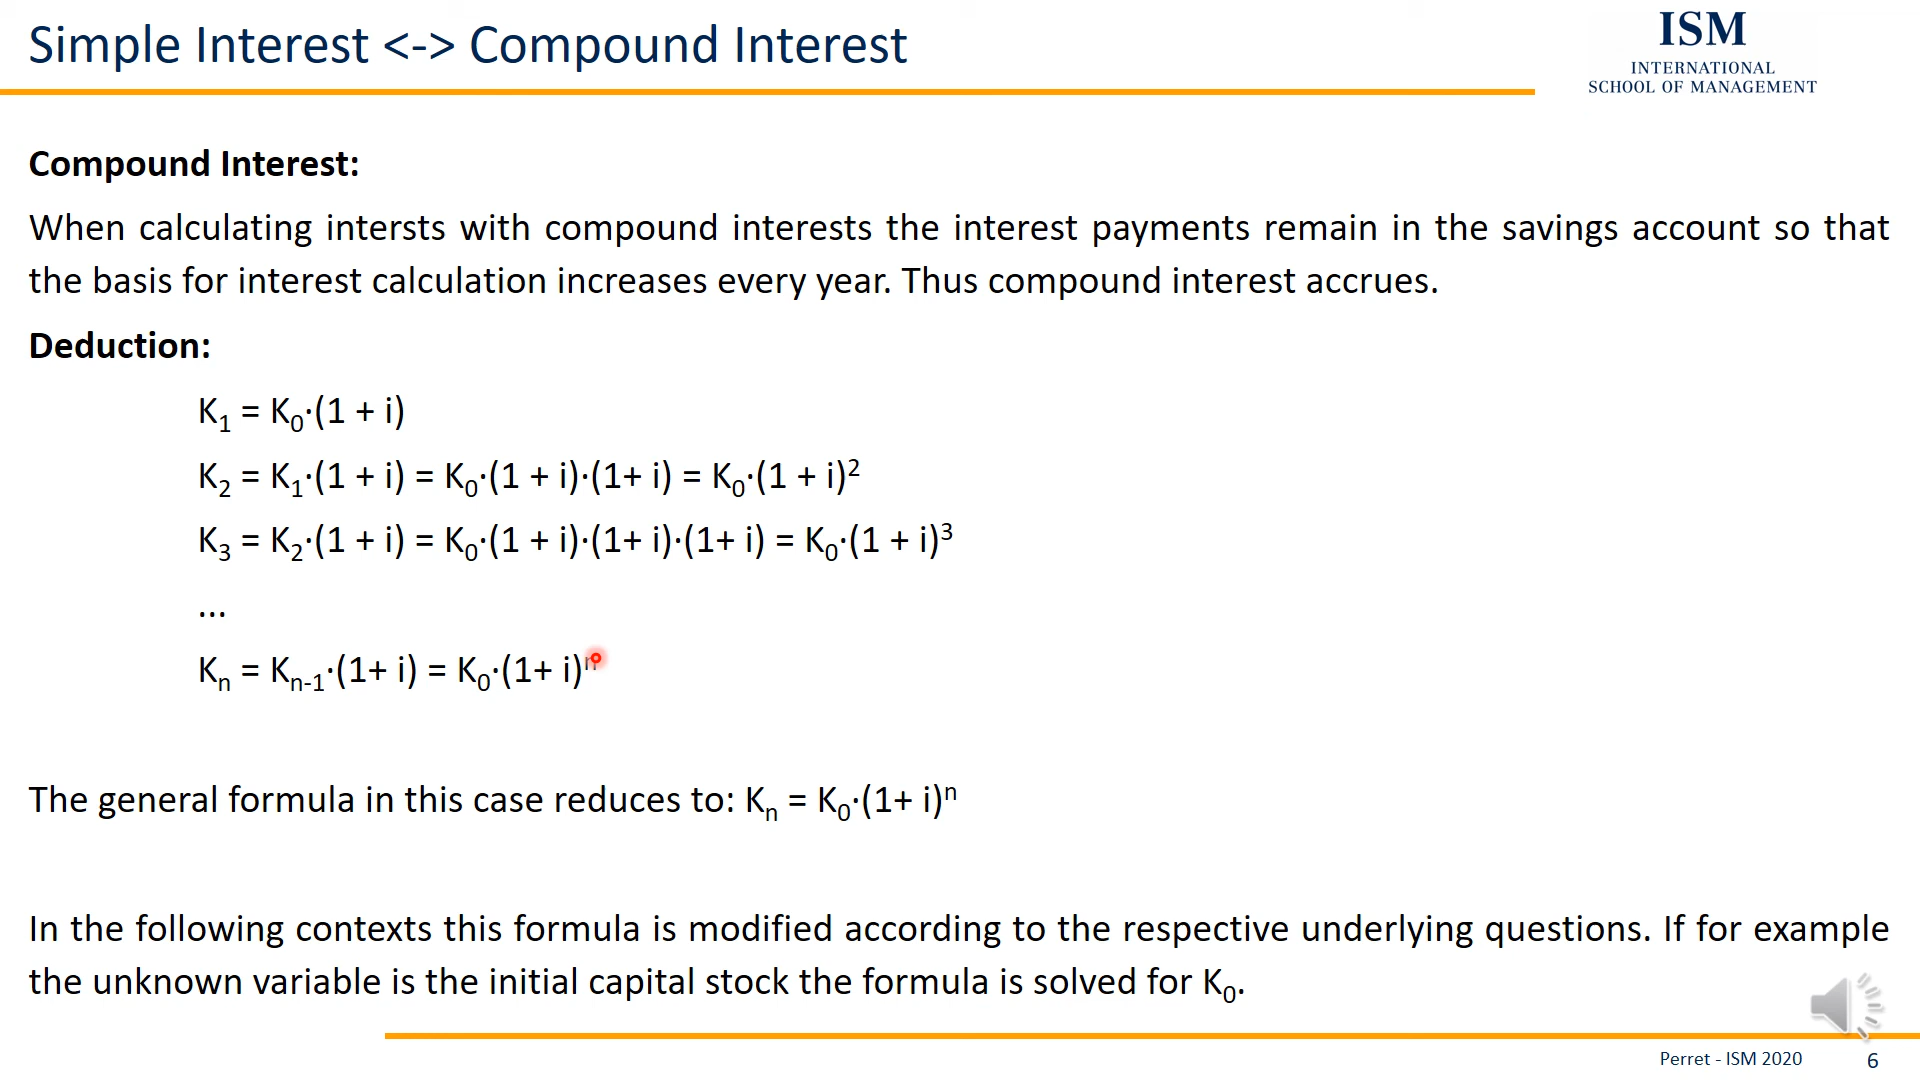 Simple Interest <-> Compound Interest
ISM
INTERNATIONAL
SCHOOL OF MANAGEMENT
Compound Interest:
When calculating intersts with compound interests the interest payments remain in the savings account so that
the basis for interest calculation increases every year. Thus compound interest accrues.
Deduction:
K₁ = K₀·(1 + i)
K₂ = K₁·(1 + i) = K₀·(1 + i)·(1+ i) = K₀·(1 + i)²
K₃ = K₂·(1 + i) = K₀·(1 + i)·(1+ i)·(1+ i) = K₀·(1 + i)³
...
Kₙ = Kₙ₋₁·(1+ i) = K₀·(1+ i)ⁿ
The general formula in this case reduces to: Kₙ = K₀·(1+ i)ⁿ
In the following contexts this formula is modified according to the respective underlying questions. If for example
the unknown variable is the initial capital stock the formula is solved for K₀.
Perret - ISM 2020
6